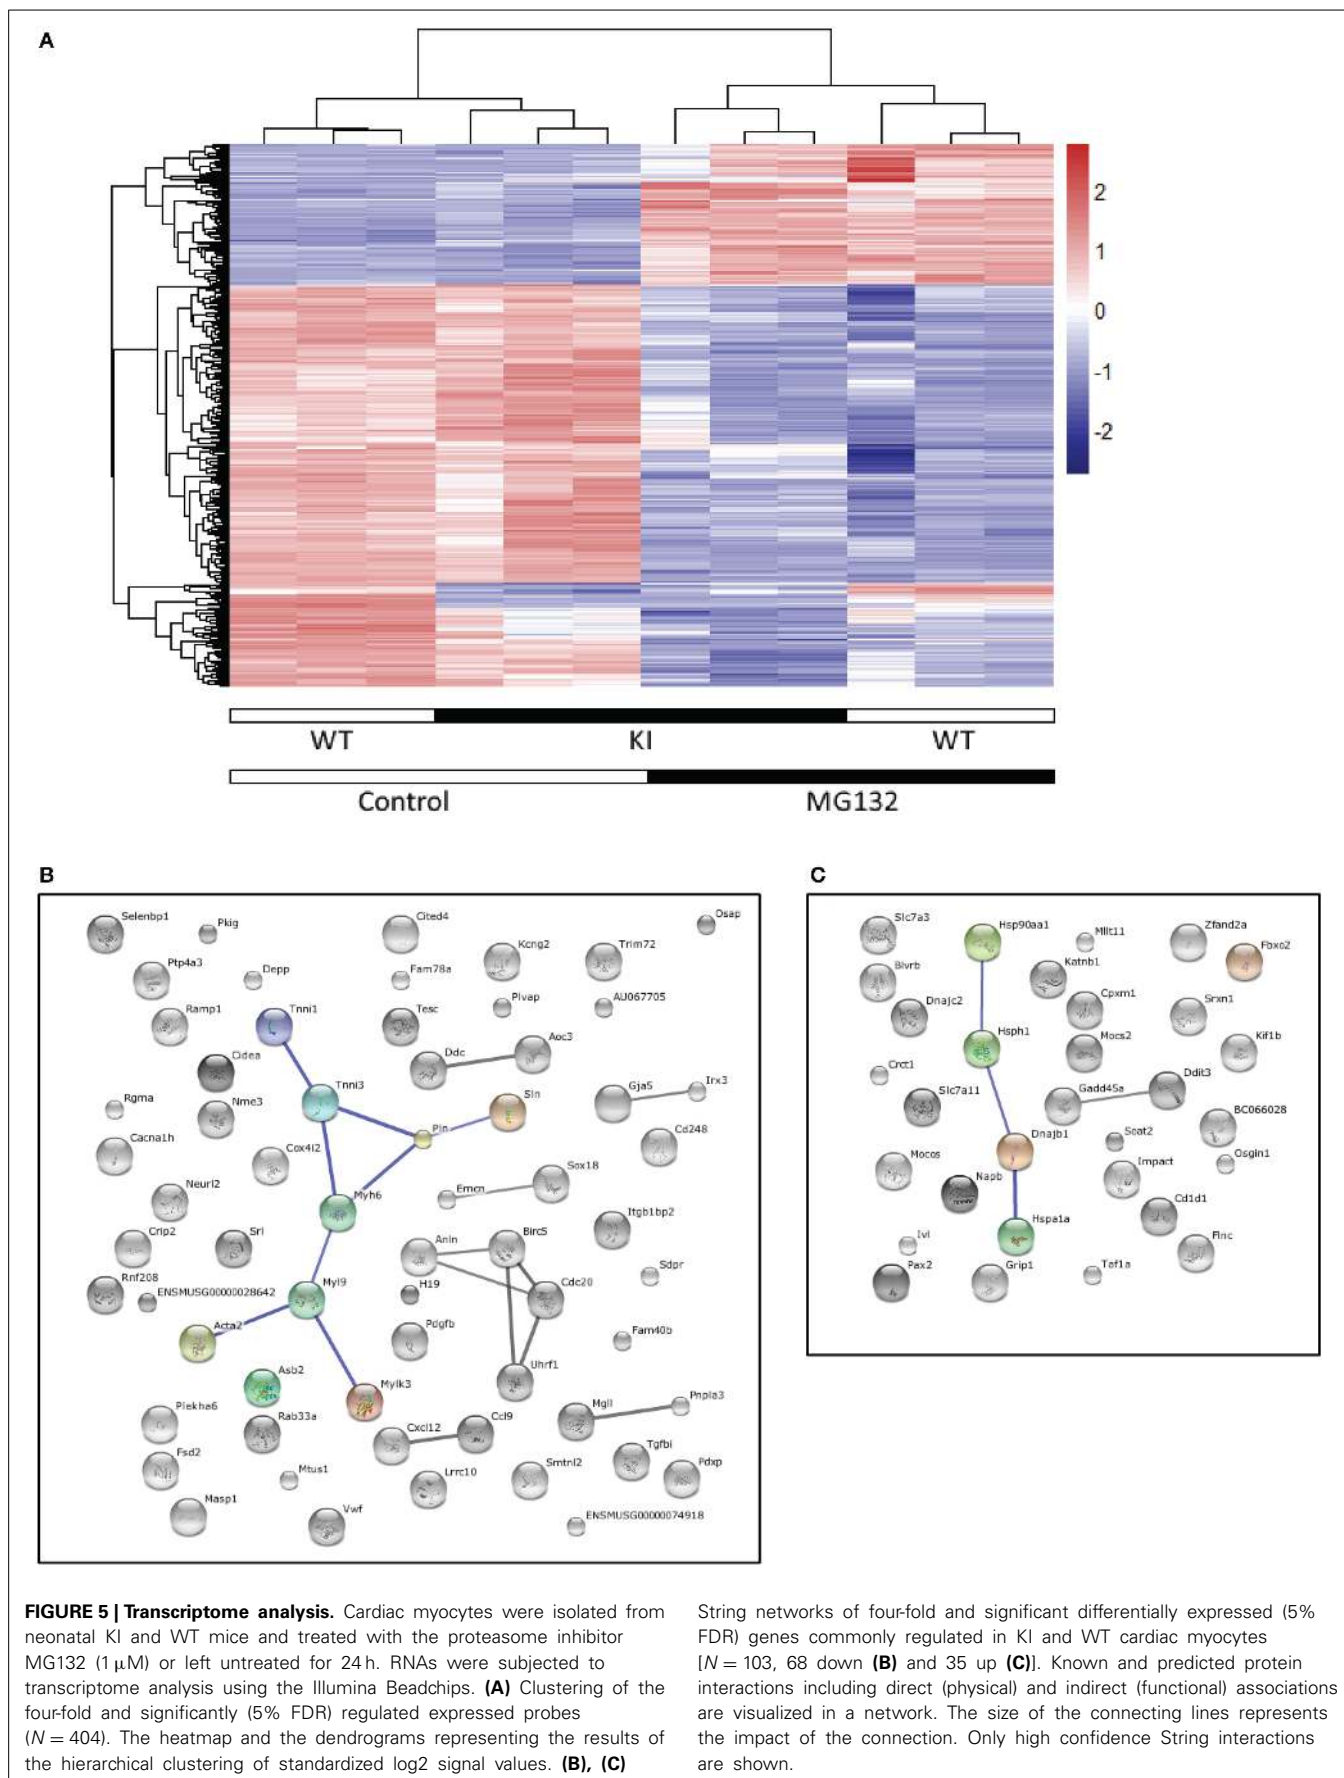 A
2
1
0
-1
-2
WT
KI
WT
Control
MG132
B
Selenbp1
Pkig
Cited4
Osap
Kcng2
Trim72
Ptp4a3
Depp
Fam78a
Plvap
AU067705
Ramp1
Tnni1
Tesc
Aoc3
Ddc
Cidea
Tnni3
Gja5
Irx3
Rgma
Nme3
Pln
Sln
Cd248
Cacna1h
Cox4i2
Sox18
Emcn
Neurl2
Myh6
Itgb1bp2
Crip2
Srl
Anln
Birc5
Sdpr
Rnf208
ENSMUSG00000028642
Myl9
H19
Cdc20
Acta2
Pdgfb
Fam40b
Uhrf1
Asb2
Mylk3
Mgll
Pnpla3
Plekha6
Rab33a
Cxcl12
Ccl9
Fsd2
Mtus1
Lrrc10
Smtnl2
Tgfbi
Pdxp
Masp1
Vwf
ENSMUSG00000074918
C
Slc7a3
Hsp90aa1
Mllt11
Zfand2a
Fbxo2
Blvrb
Katnb1
Dnajc2
Cpxm1
Srxn1
Hsph1
Mocs2
Kif1b
Crct1
Slc7a11
Gadd45a
Ddit3
BC066028
Dnajb1
Soat2
Osgin1
Mocos
Napb
Impact
Cd1d1
Hspa1a
Ivl
Flnc
Pax2
Grip1
Taf1a
FIGURE 5 | Transcriptome analysis. Cardiac myocytes were isolated from
neonatal KI and WT mice and treated with the proteasome inhibitor
MG132 (1 μM) or left untreated for 24 h. RNAs were subjected to
transcriptome analysis using the Illumina Beadchips. (A) Clustering of the
four-fold and significantly (5% FDR) regulated expressed probes
(N = 404). The heatmap and the dendrograms representing the results of
the hierarchical clustering of standardized log2 signal values. (B), (C)
String networks of four-fold and significant differentially expressed (5%
FDR) genes commonly regulated in KI and WT cardiac myocytes
[N = 103, 68 down (B) and 35 up (C)]. Known and predicted protein
interactions including direct (physical) and indirect (functional) associations
are visualized in a network. The size of the connecting lines represents
the impact of the connection. Only high confidence String interactions
are shown.